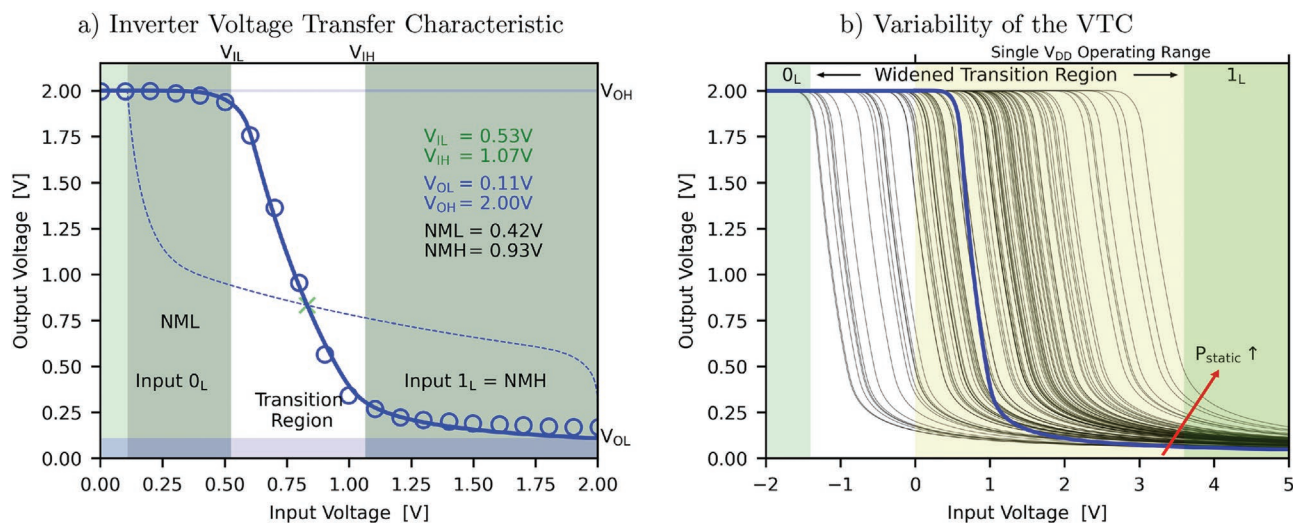 a) Inverter Voltage Transfer Characteristic
V_IL V_IH
2.00
1.75
1.50
1.25
1.00
0.75
0.50
0.25
0.00
Output Voltage [V]
V_OH
V_IL = 0.53V
V_IH = 1.07V
V_OL = 0.11V
V_OH = 2.00V
NML = 0.42V
NMH = 0.93V
NML
Input 0_L
Transition
Region
Input 1_L = NMH
V_OL
0.00 0.25 0.50 0.75 1.00 1.25 1.50 1.75 2.00
Input Voltage [V]
b) Variability of the VTC
Single V_DD Operating Range
0_L ← Widened Transition Region → 1_L
2.00
1.75
1.50
1.25
1.00
0.75
0.50
0.25
0.00
Output Voltage [V]
P_static ↑
−2 −1 0 1 2 3 4 5
Input Voltage [V]